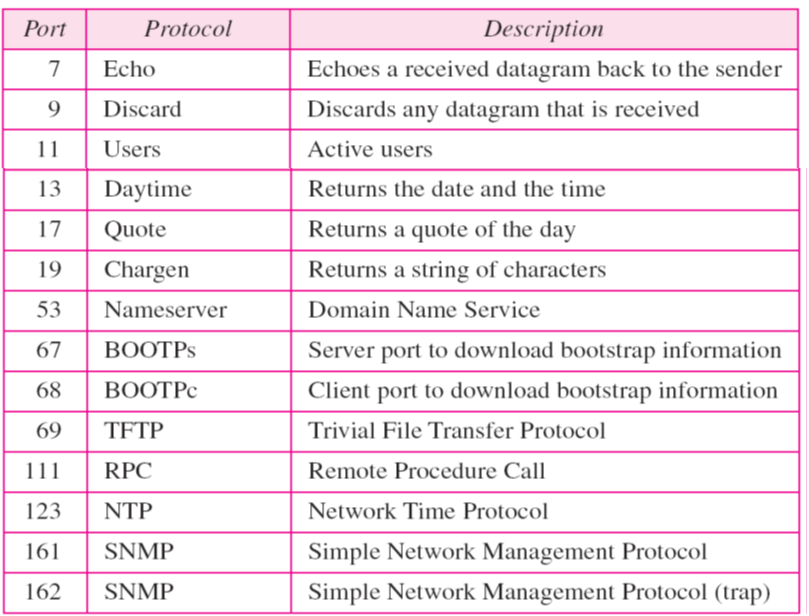 Port Protocol Description
7 Echo Echoes a received datagram back to the sender
9 Discard Discards any datagram that is received
11 Users Active users
13 Daytime Returns the date and the time
17 Quote Returns a quote of the day
19 Chargen Returns a string of characters
53 Nameserver Domain Name Service
67 BOOTPs Server port to download bootstrap information
68 BOOTPc Client port to download bootstrap information
69 TFTP Trivial File Transfer Protocol
111 RPC Remote Procedure Call
123 NTP Network Time Protocol
161 SNMP Simple Network Management Protocol
162 SNMP Simple Network Management Protocol (trap)